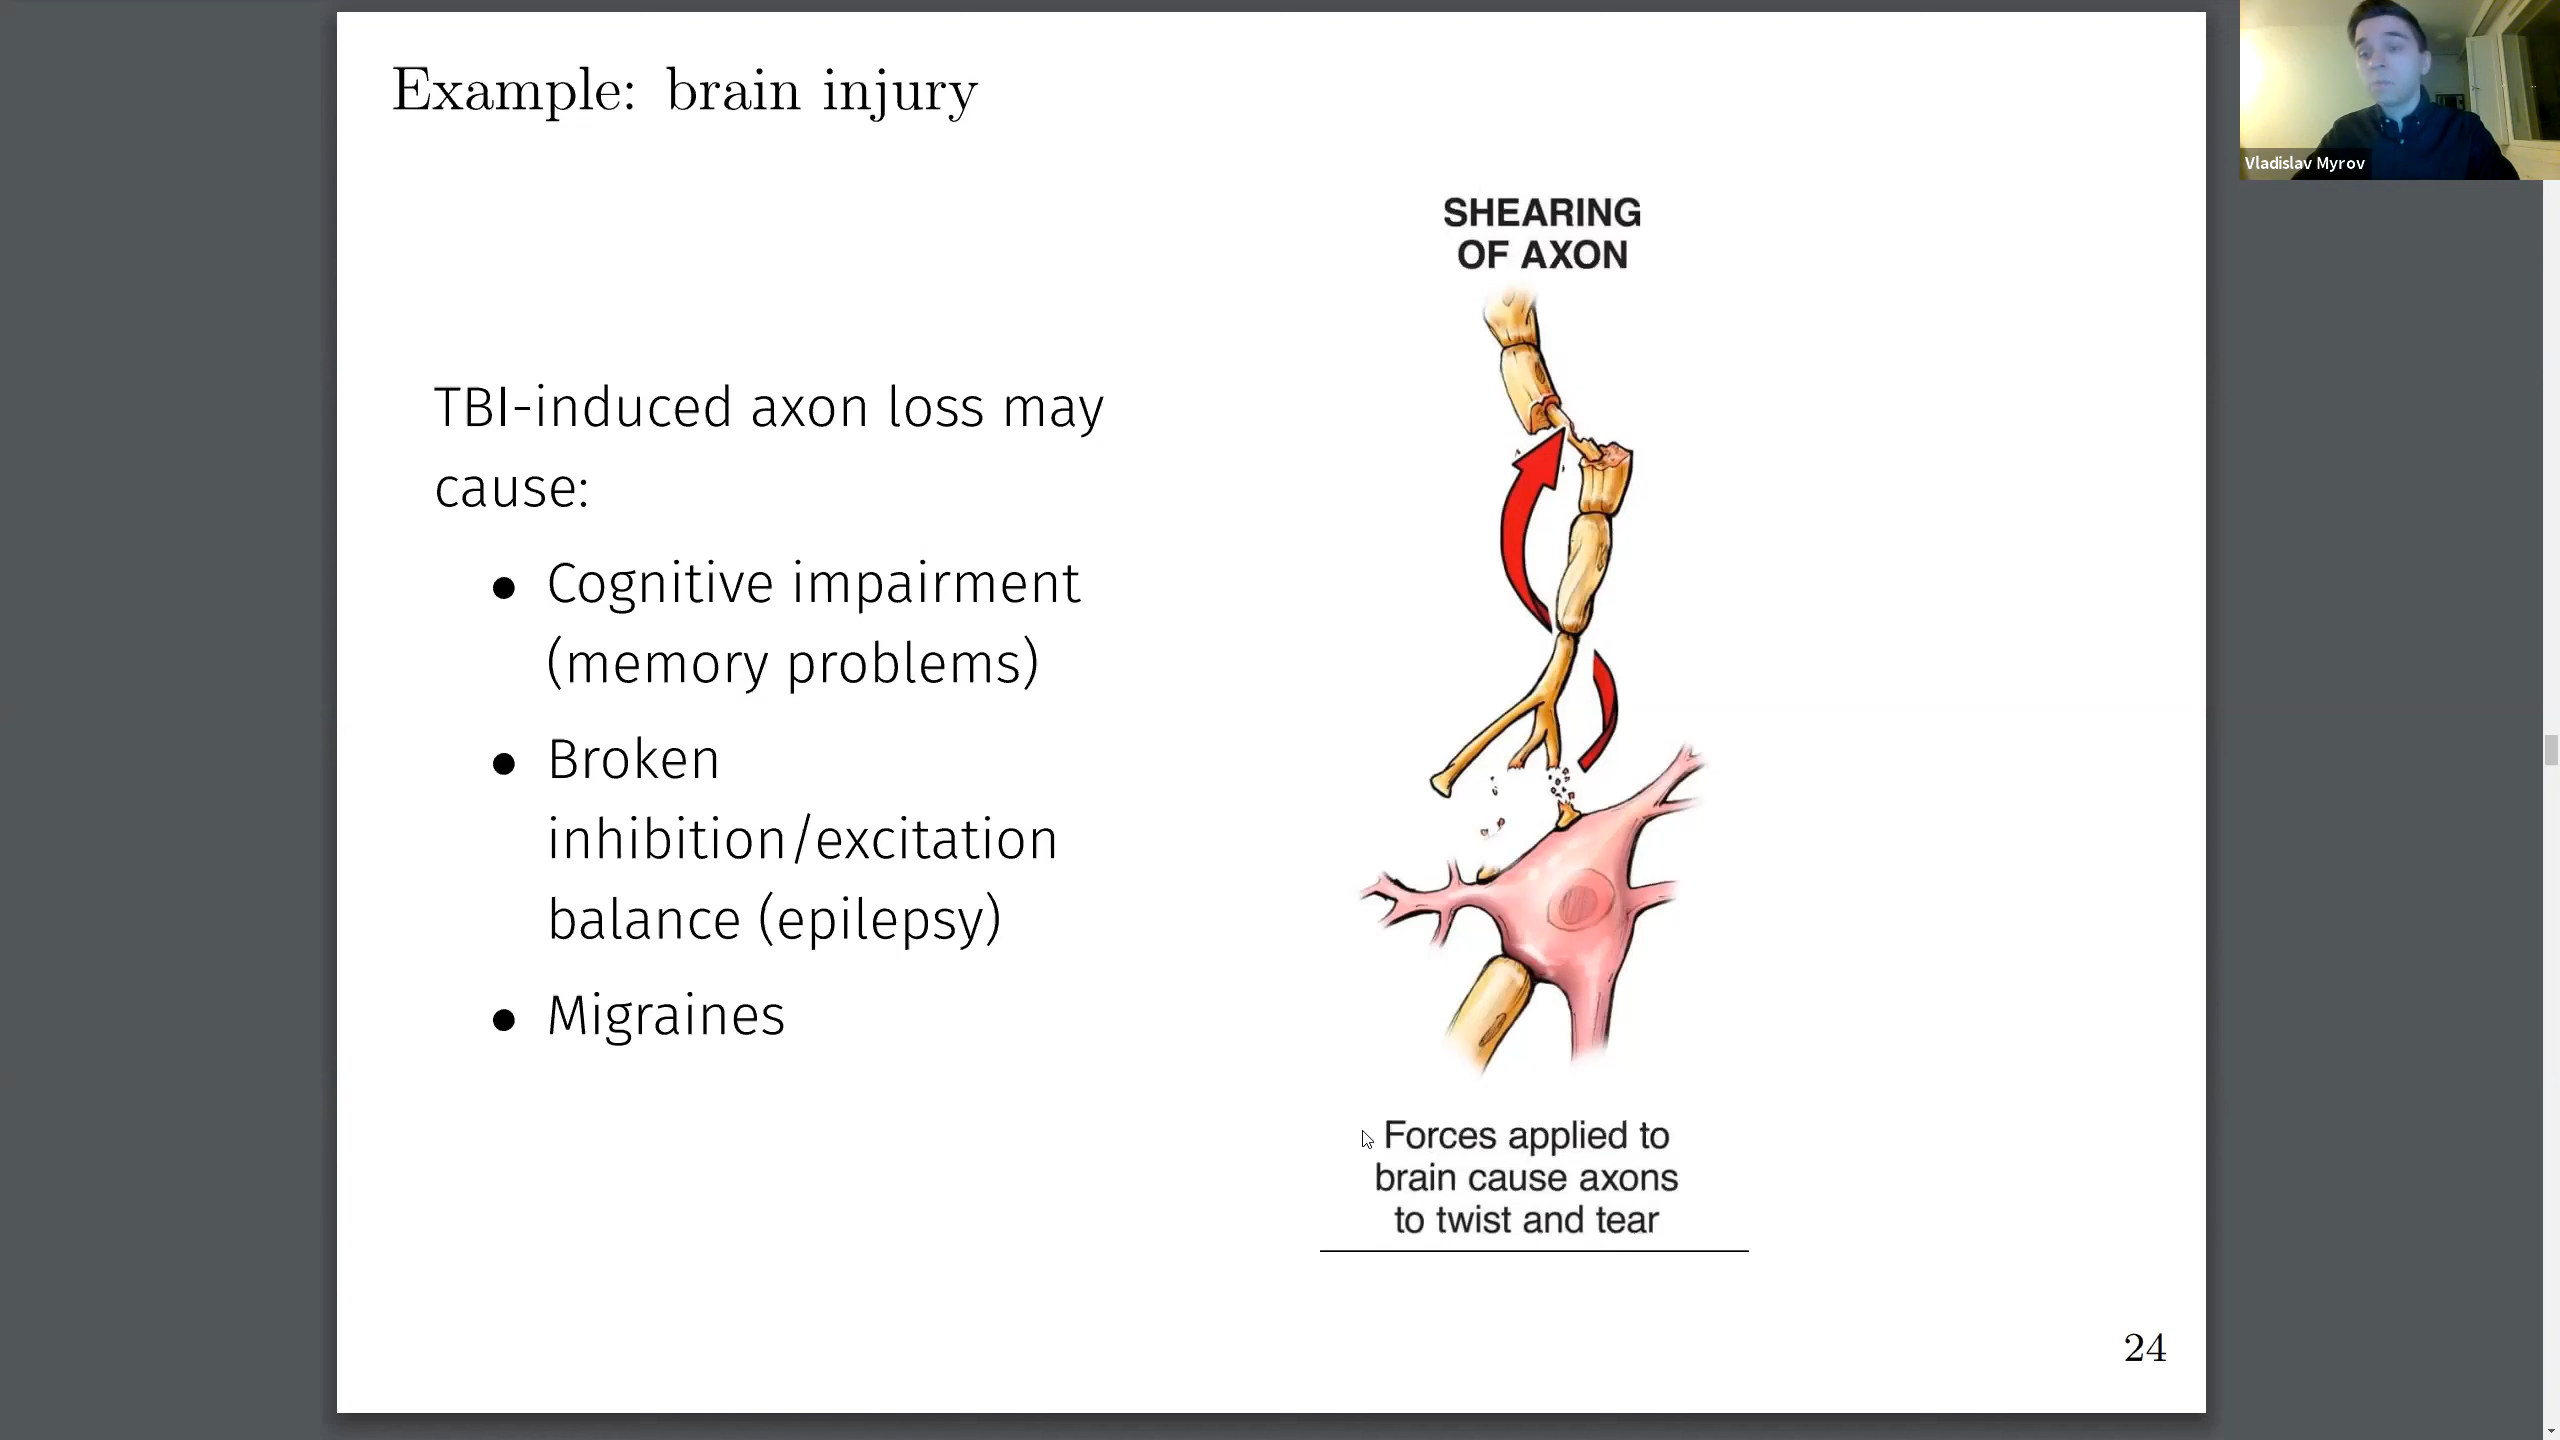 Example: brain injury
Vladislav Myrov
SHEARING
OF AXON
TBI-induced axon loss may
cause:
• Cognitive impairment
(memory problems)
• Broken
inhibition/excitation
balance (epilepsy)
• Migraines
Forces applied to
brain cause axons
to twist and tear
24